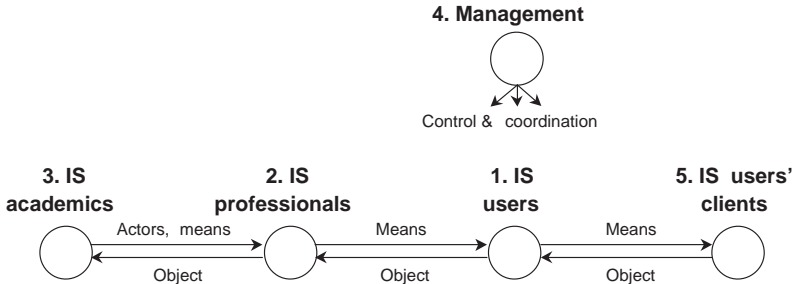 4. Management
Control & coordination
3. IS academics
2. IS professionals
1. IS users
5. IS users' clients
Actors, means
Means
Means
Object
Object
Object